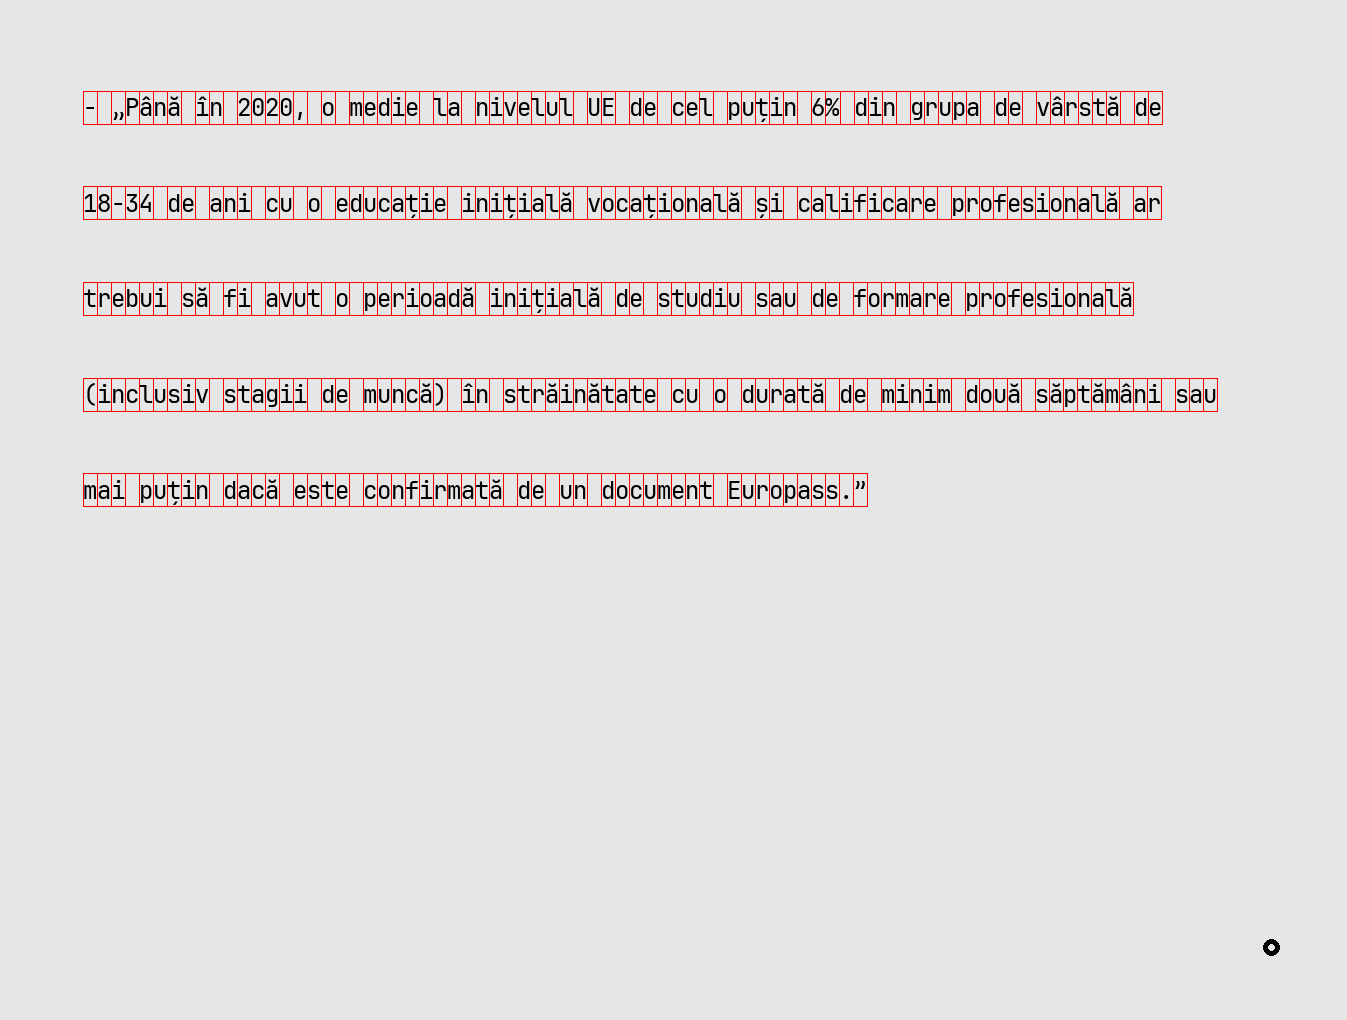 - „Până în 2020, o medie la nivelul UE de cel puțin 6% din grupa de vârstă de
18-34 de ani cu o educație inițială vocațională și calificare profesională ar
trebui să fi avut o perioadă inițială de studiu sau de formare profesională
(inclusiv stagii de muncă) în străinătate cu o durată de minim două săptămâni sau
mai puțin dacă este confirmată de un document Europass.”